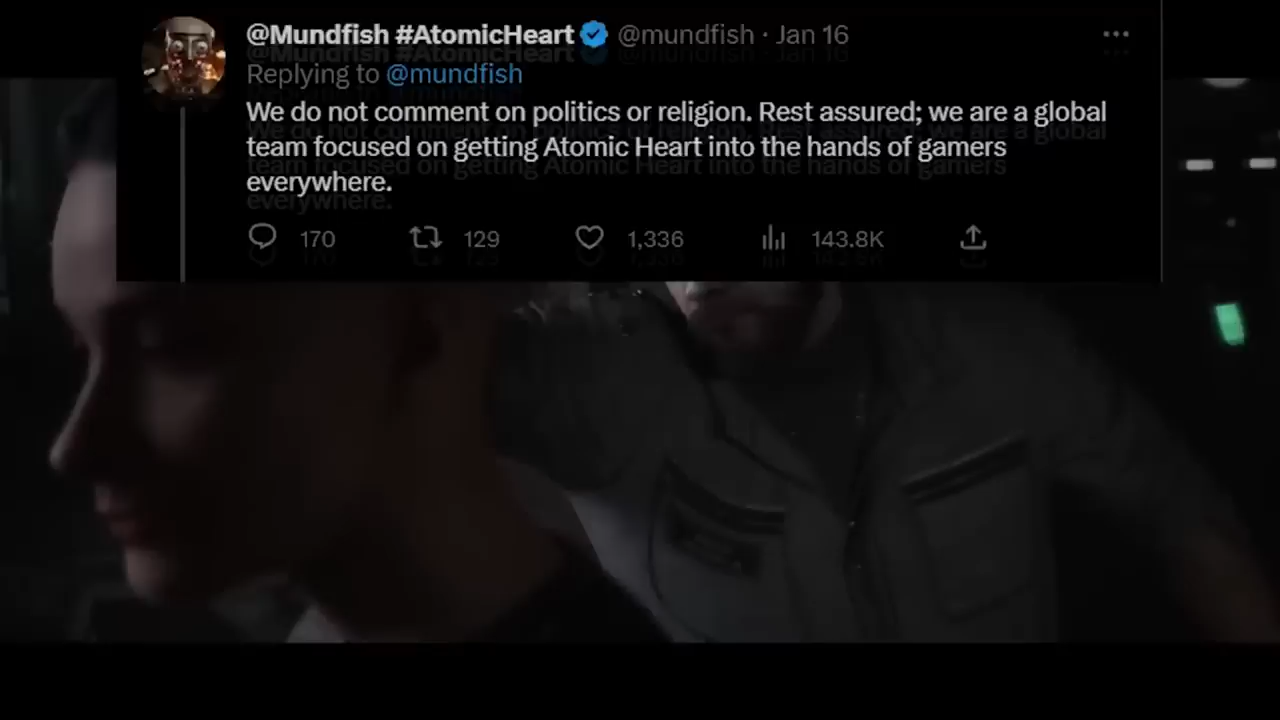 @Mundfish #AtomicHeart @mundfish · Jan 16
Replying to @mundfish
We do not comment on politics or religion. Rest assured; we are a global
team focused on getting Atomic Heart into the hands of gamers
everywhere.
170 129 1,336 143.8K